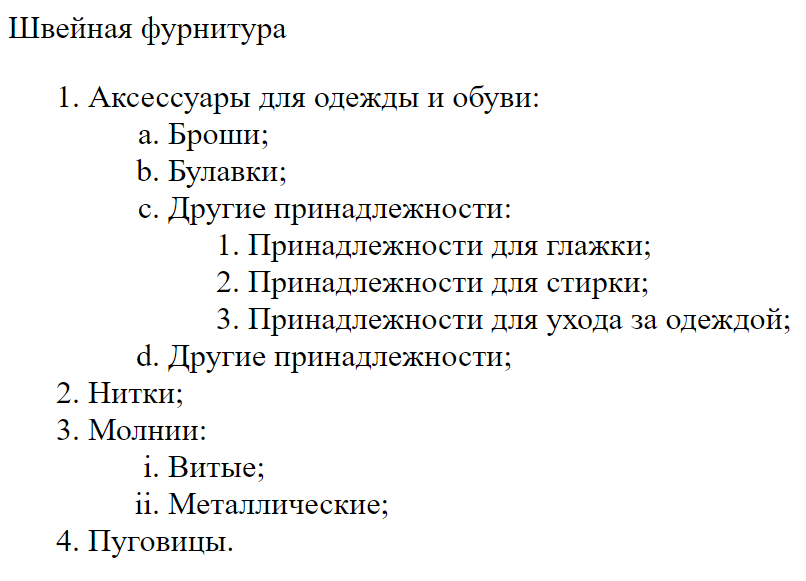 Швейная фурнитура
1. Аксессуары для одежды и обуви:
a. Броши;
b. Булавки;
c. Другие принадлежности:
1. Принадлежности для глажки;
2. Принадлежности для стирки;
3. Принадлежности для ухода за одеждой;
d. Другие принадлежности;
2. Нитки;
3. Молнии:
i. Витые;
ii. Металлические;
4. Пуговицы.